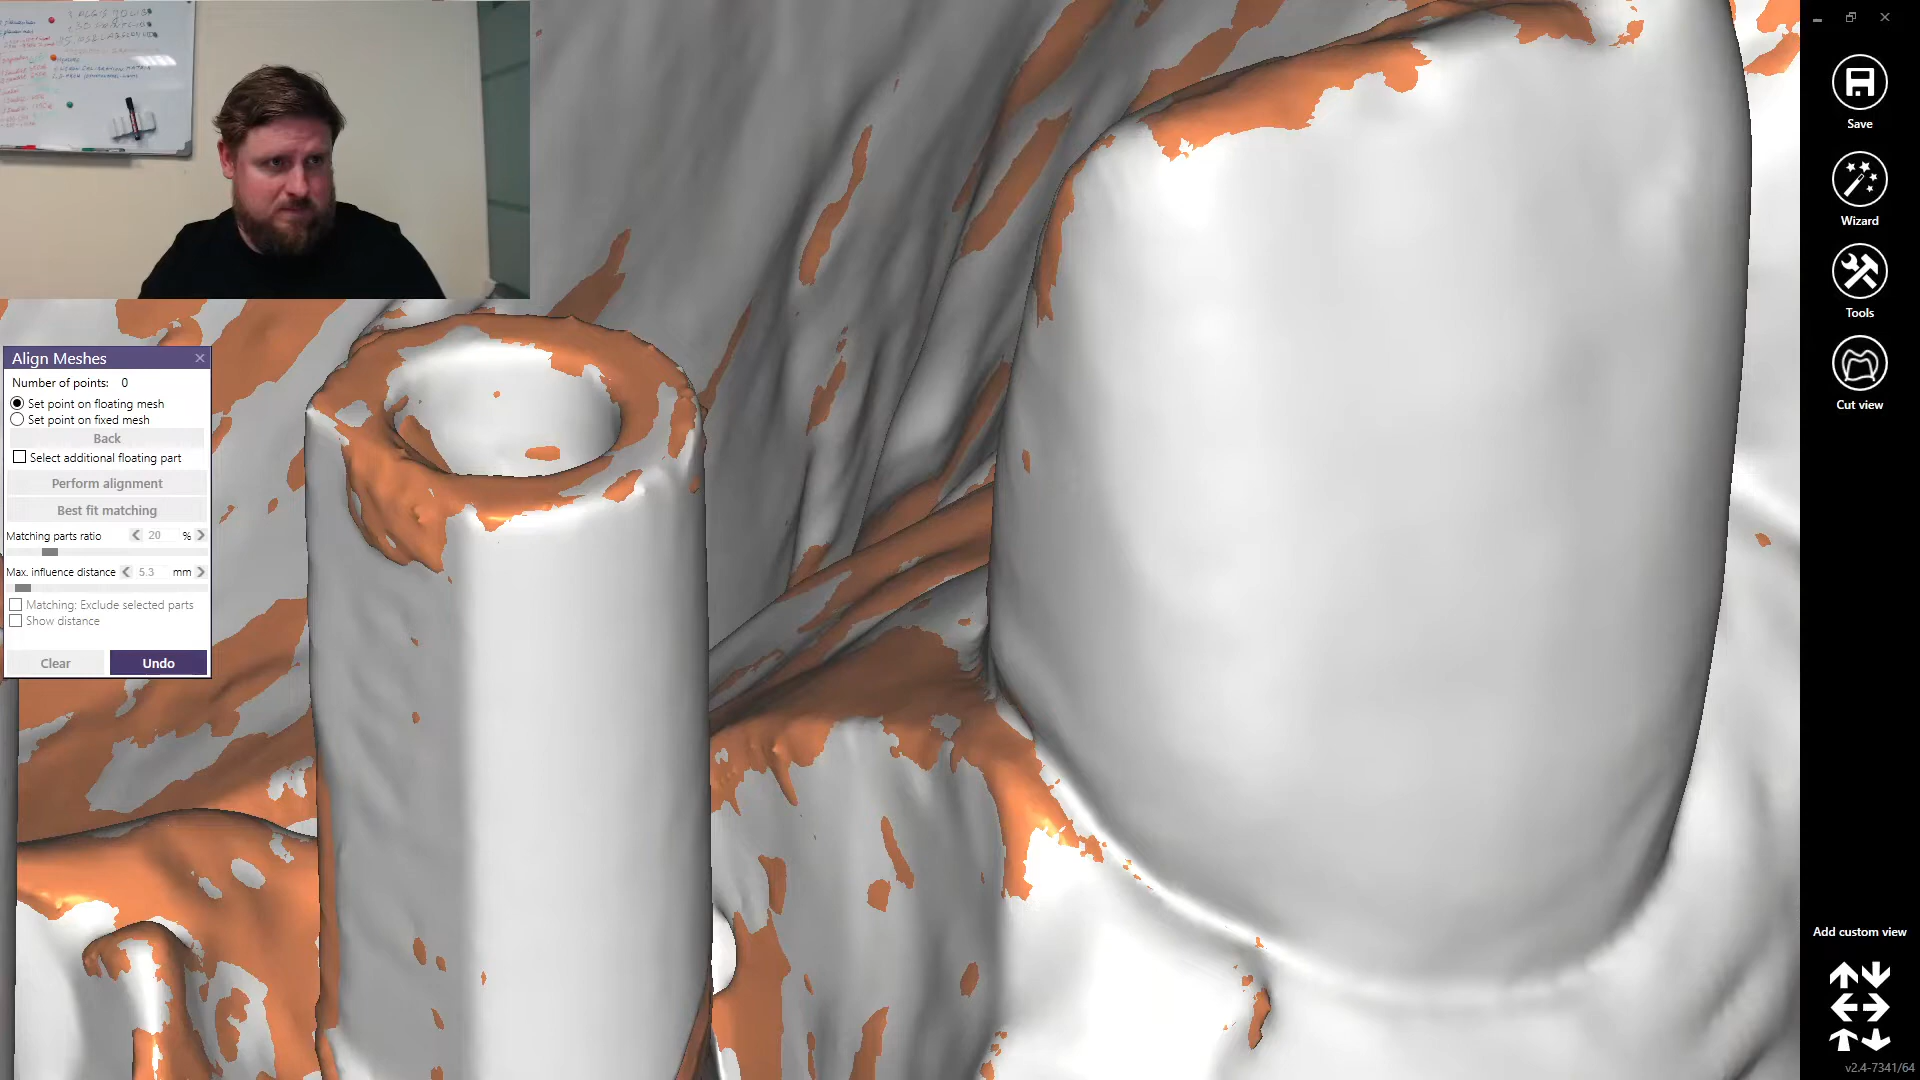 Save
Wizard
Tools
Cut view
Align Meshes
Number of points: 0
Set point on floating mesh
Set point on fixed mesh
Back
Select additional floating part
Perform alignment
Best fit matching
Matching parts ratio 20 %
Max. influence distance 5.3 mm
Matching: Exclude selected parts
Show distance
Clear Undo
Add custom view
v2.4-7341/64